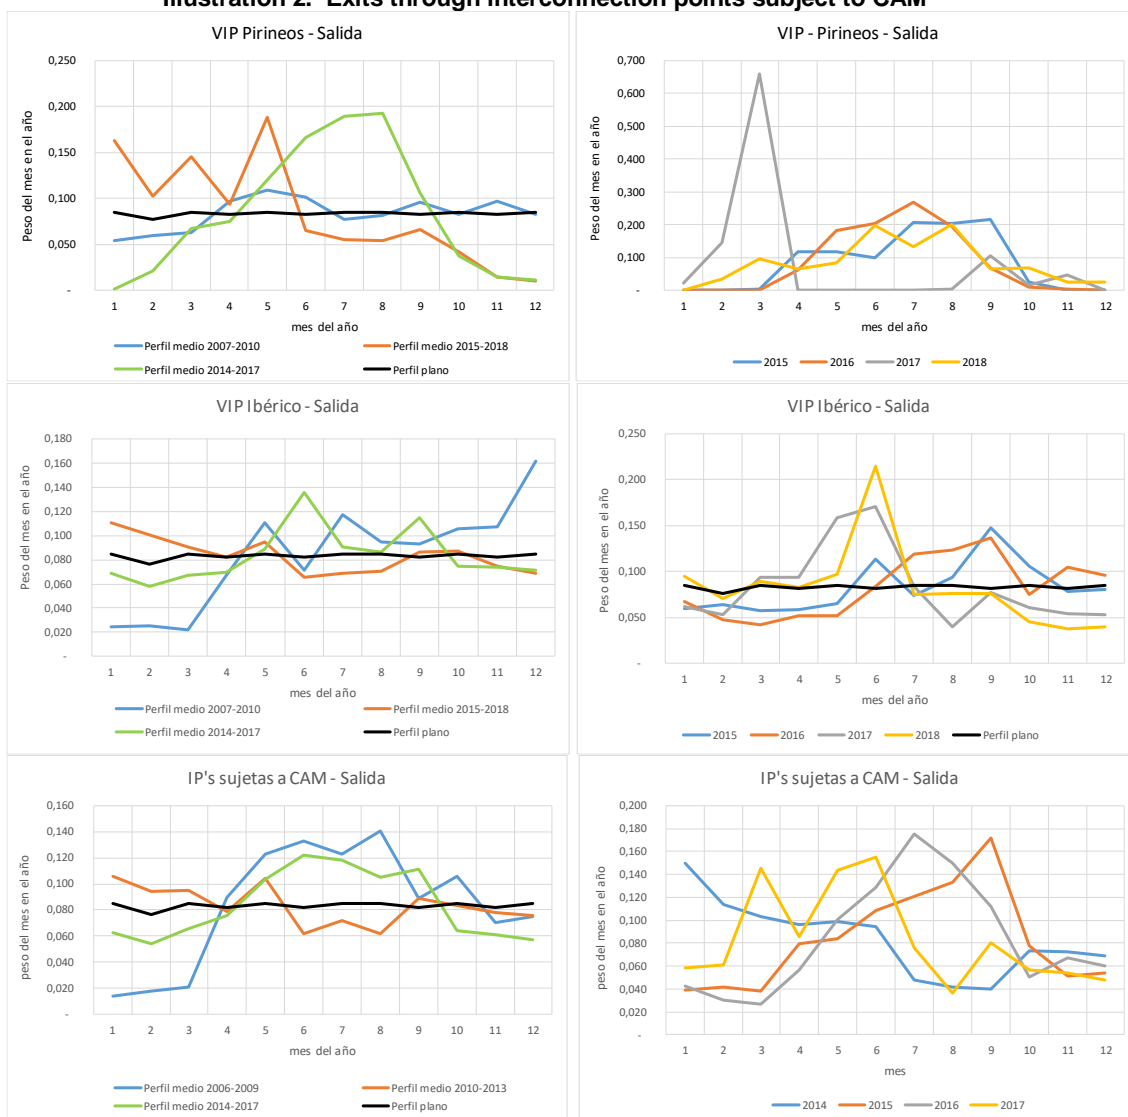 Illustration 2. Exits through interconnection points subject to CAM
VIP Pirineos - Salida
0,250
0,200
0,150
0,100
0,050
-
Peso del mes en el año
1 2 3 4 5 6 7 8 9 10 11 12
mes del año
Perfil medio 2007-2010 Perfil medio 2015-2018
Perfil medio 2014-2017 Perfil plano
VIP - Pirineos - Salida
0,700
0,600
0,500
0,400
0,300
0,200
0,100
-
Peso del mes en el año
1 2 3 4 5 6 7 8 9 10 11 12
mes del año
2015 2016 2017 2018
VIP Ibérico - Salida
0,180
0,160
0,140
0,120
0,100
0,080
0,060
0,040
0,020
-
Peso del mes en el año
1 2 3 4 5 6 7 8 9 10 11 12
mes del año
Perfil medio 2007-2010 Perfil medio 2015-2018
Perfil medio 2014-2017 Perfil plano
VIP Ibérico - Salida
0,250
0,200
0,150
0,100
0,050
-
Peso del mes en el año
1 2 3 4 5 6 7 8 9 10 11 12
mes del año
2015 2016 2017 2018 Perfil plano
IP's sujetas a CAM - Salida
0,160
0,140
0,120
0,100
0,080
0,060
0,040
0,020
-
peso del mes en el año
1 2 3 4 5 6 7 8 9 10 11 12
mes del año
Perfil medio 2006-2009 Perfil medio 2010-2013
Perfil medio 2014-2017 Perfil plano
IP's sujetas a CAM - Salida
0,200
0,180
0,160
0,140
0,120
0,100
0,080
0,060
0,040
0,020
-
peso del mes en el año
1 2 3 4 5 6 7 8 9 10 11 12
mes
2014 2015 2016 2017